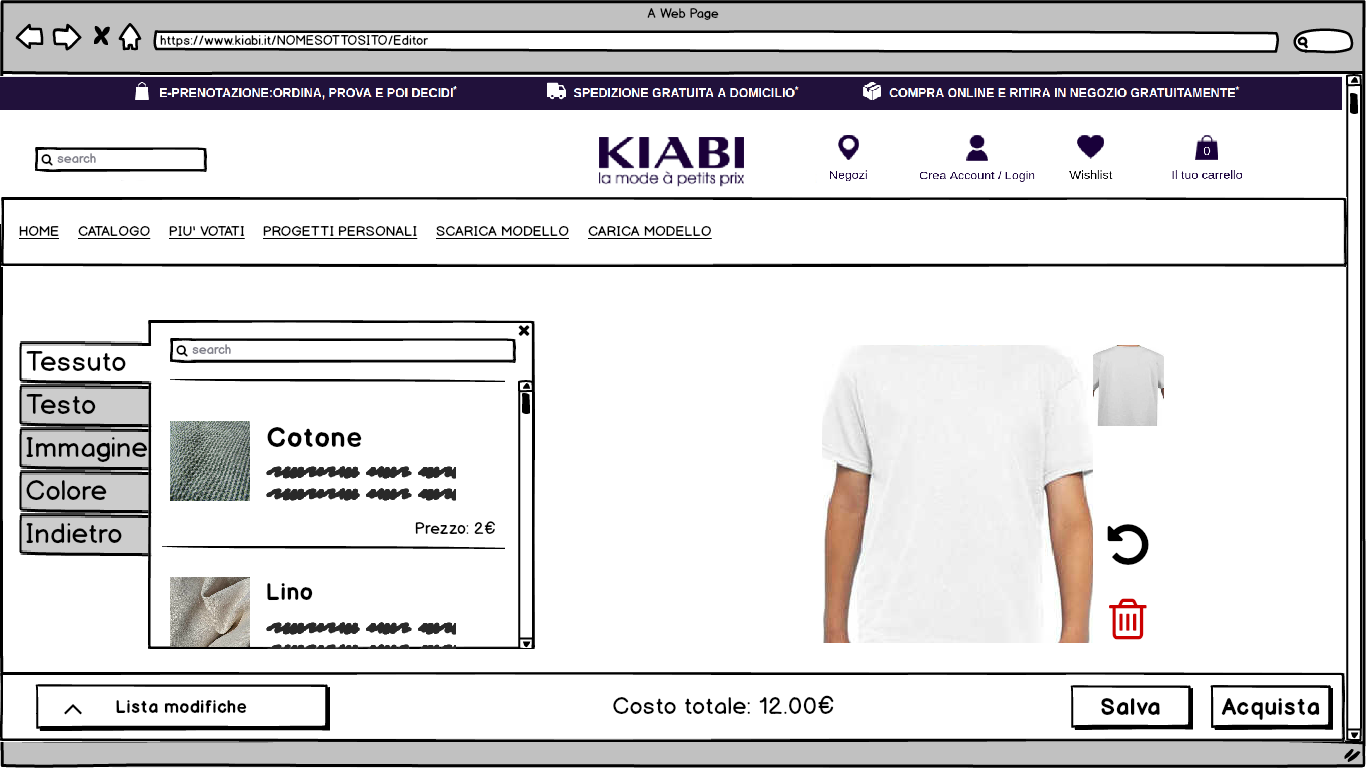 A Web Page
https://www.kiabi.it/NOMESOTTOSITO/Editor
E-PRENOTAZIONE:ORDINA, PROVA E POI DECIDI*
SPEDIZIONE GRATUITA A DOMICILIO*
COMPRA ONLINE E RITIRA IN NEGOZIO GRATUITAMENTE*
search
KIABI
la mode à petits prix
Negozi
Crea Account / Login
Wishlist
0
Il tuo carrello
HOME CATALOGO PIU' VOTATI PROGETTI PERSONALI SCARICA MODELLO CARICA MODELLO
Tessuto
Testo
Immagine
Colore
Indietro
search
Cotone
Prezzo: 2€
Lino
Lista modifiche
Costo totale: 12.00€
Salva
Acquista